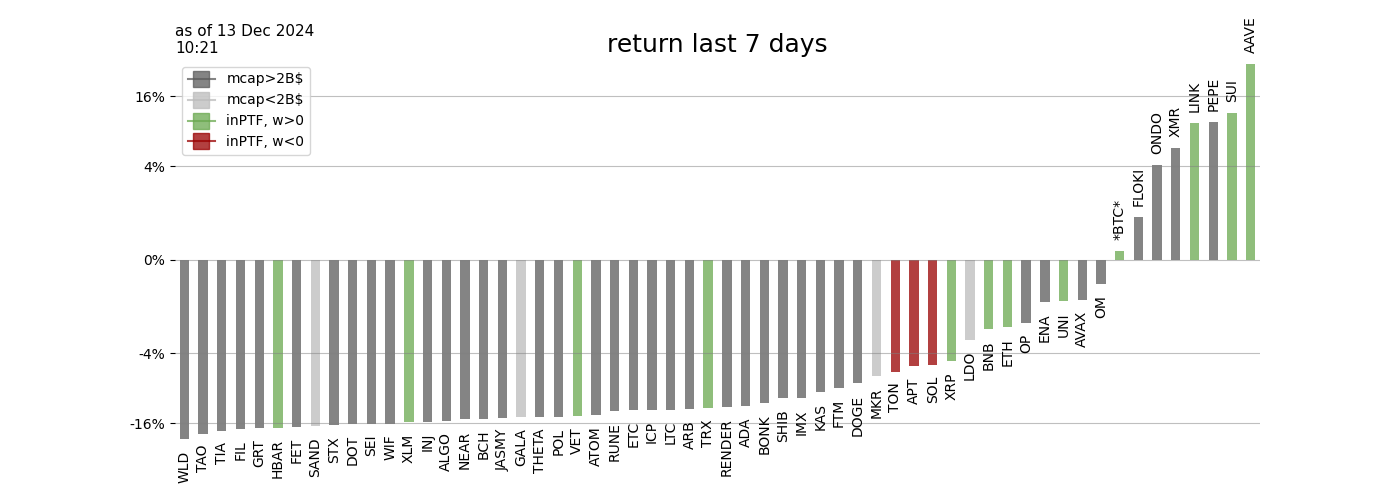 as of 13 Dec 2024
10:21
return last 7 days
mcap>2B$
mcap<2B$
inPTF, w>0
inPTF, w<0
16%
4%
0%
-4%
-16%
WLD
TAO
TIA
FIL
GRT
HBAR
FET
SAND
STX
DOT
SEI
WIF
XLM
INJ
ALGO
NEAR
BCH
JASMY
GALA
THETA
POL
VET
ATOM
RUNE
ETC
ICP
LTC
ARB
TRX
RENDER
ADA
BONK
SHIB
IMX
KAS
FTM
DOGE
MKR
TON
APT
SOL
XRP
LDO
BNB
ETH
OP
ENA
UNI
AVAX
OM
*BTC*
FLOKI
ONDO
XMR
LINK
PEPE
SUI
AAVE